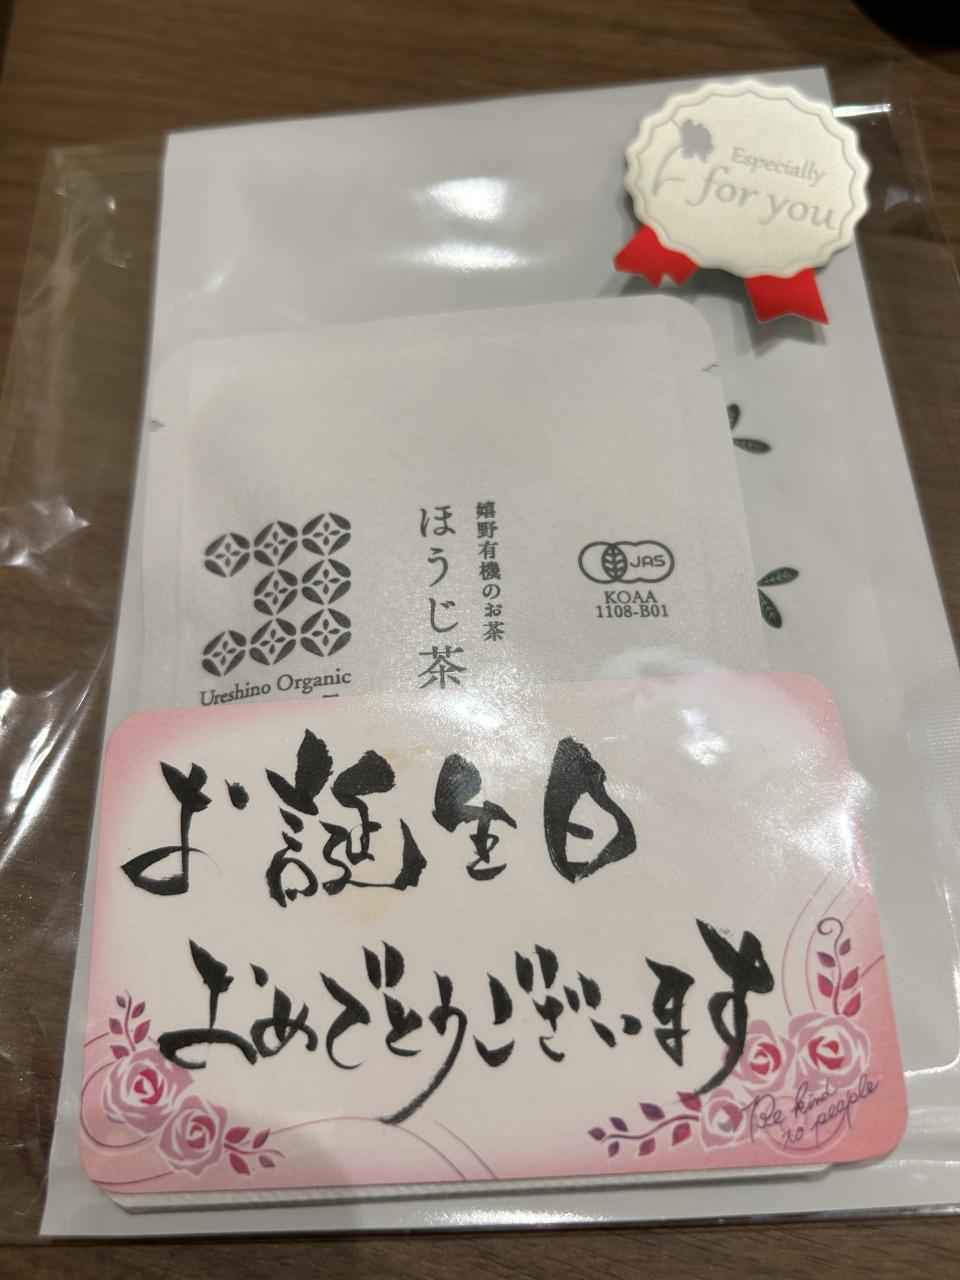 Especially
for you
嬉野有機のお茶
ほうじ茶
JAS
KOAA
1108-B01
Ureshino Organic
お誕生日
おめでとうございます
Be kind
to people